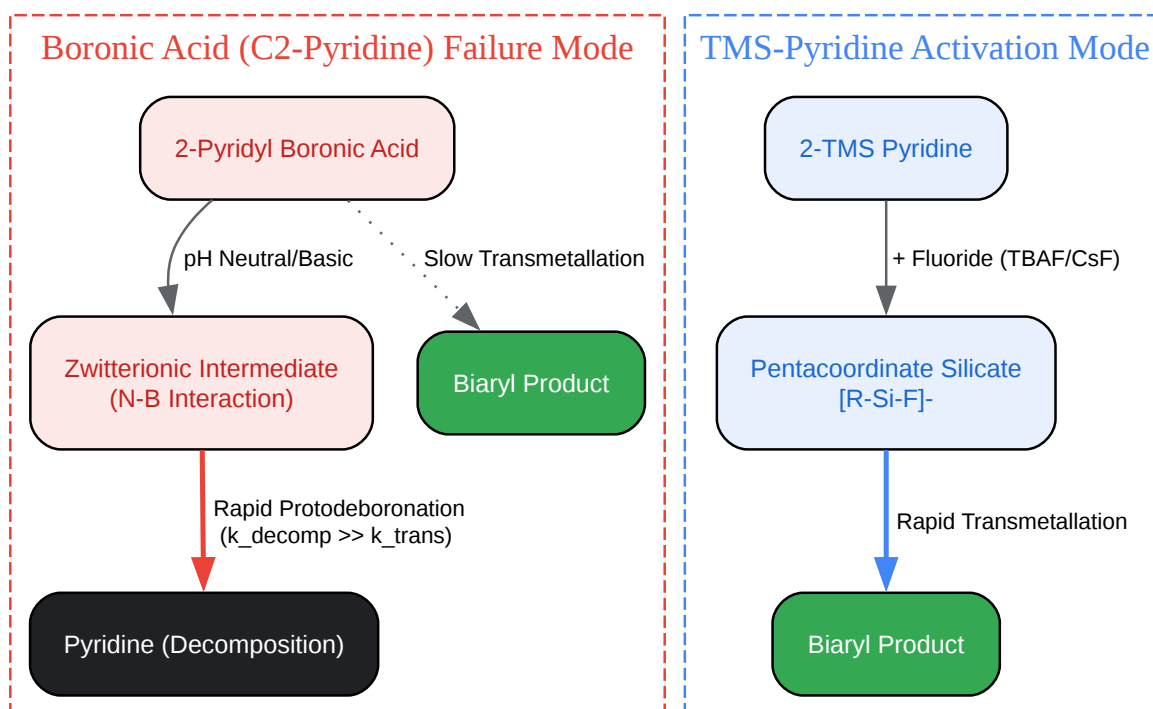 Boronic Acid (C2-Pyridine) Failure Mode
2-Pyridyl Boronic Acid
pH Neutral/Basic
Slow Transmetallation
Zwitterionic Intermediate
(N-B Interaction)
Biaryl Product
Rapid Protodeboronation
(k_decomp >> k_trans)
Pyridine (Decomposition)
TMS-Pyridine Activation Mode
2-TMS Pyridine
+ Fluoride (TBAF/CsF)
Pentacoordinate Silicate
[R-Si-F]-
Rapid Transmetallation
Biaryl Product